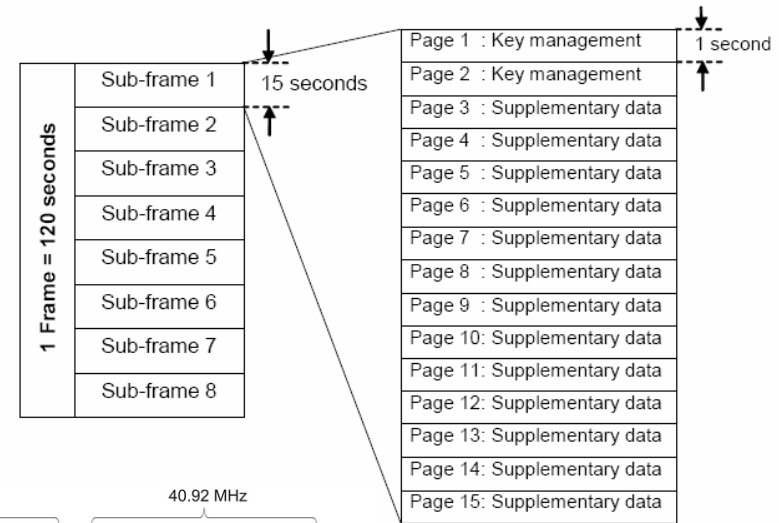 1 Frame = 120 seconds
Sub-frame 1
Sub-frame 2
Sub-frame 3
Sub-frame 4
Sub-frame 5
Sub-frame 6
Sub-frame 7
Sub-frame 8
15 seconds
Page 1 : Key management
Page 2 : Key management
Page 3 : Supplementary data
Page 4 : Supplementary data
Page 5 : Supplementary data
Page 6 : Supplementary data
Page 7 : Supplementary data
Page 8 : Supplementary data
Page 9 : Supplementary data
Page 10: Supplementary data
Page 11: Supplementary data
Page 12: Supplementary data
Page 13: Supplementary data
Page 14: Supplementary data
Page 15: Supplementary data
1 second
40.92 MHz